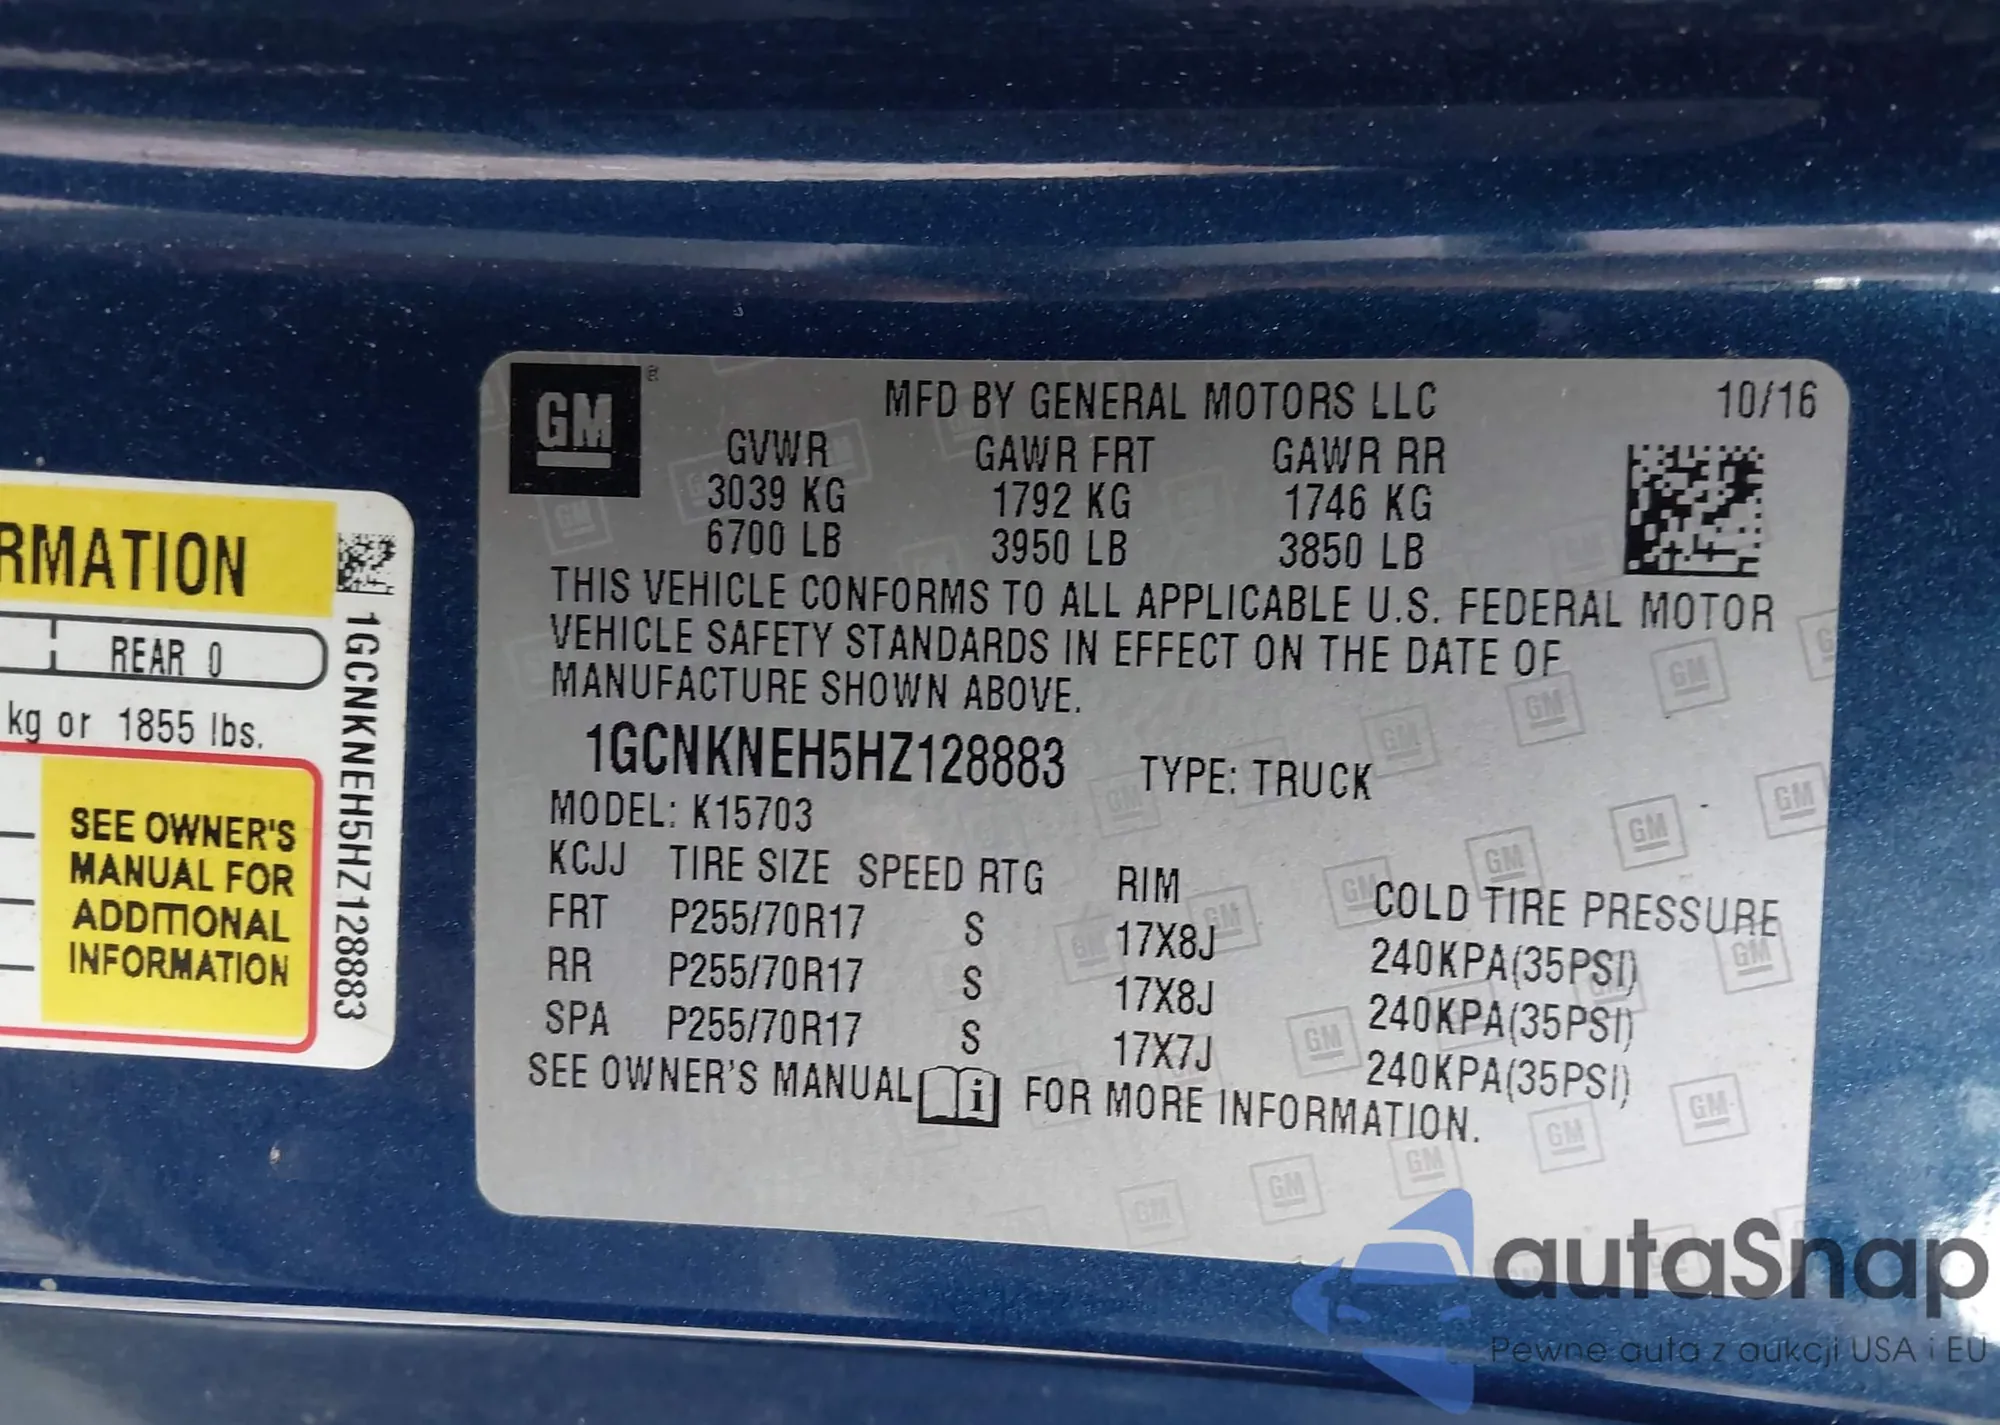 GM
MFD BY GENERAL MOTORS LLC 10/16
GVWR GAWR FRT GAWR RR
3039 KG 1792 KG 1746 KG
6700 LB 3950 LB 3850 LB
THIS VEHICLE CONFORMS TO ALL APPLICABLE U.S. FEDERAL MOTOR
VEHICLE SAFETY STANDARDS IN EFFECT ON THE DATE OF
MANUFACTURE SHOWN ABOVE.
1GCNKNEH5HZ128883 TYPE: TRUCK
MODEL: K15703
KCJJ TIRE SIZE SPEED RTG RIM COLD TIRE PRESSURE
FRT P255/70R17 S 17X8J 240KPA(35PSI)
RR P255/70R17 S 17X8J 240KPA(35PSI)
SPA P255/70R17 S 17X7J 240KPA(35PSI)
SEE OWNER'S MANUAL i FOR MORE INFORMATION.
RMATION
REAR 0
kg or 1855 lbs.
SEE OWNER'S
MANUAL FOR
ADDITIONAL
INFORMATION
1GCNKNEH5HZ128883
autaSnap
Pewne auta z aukcji USA i EU